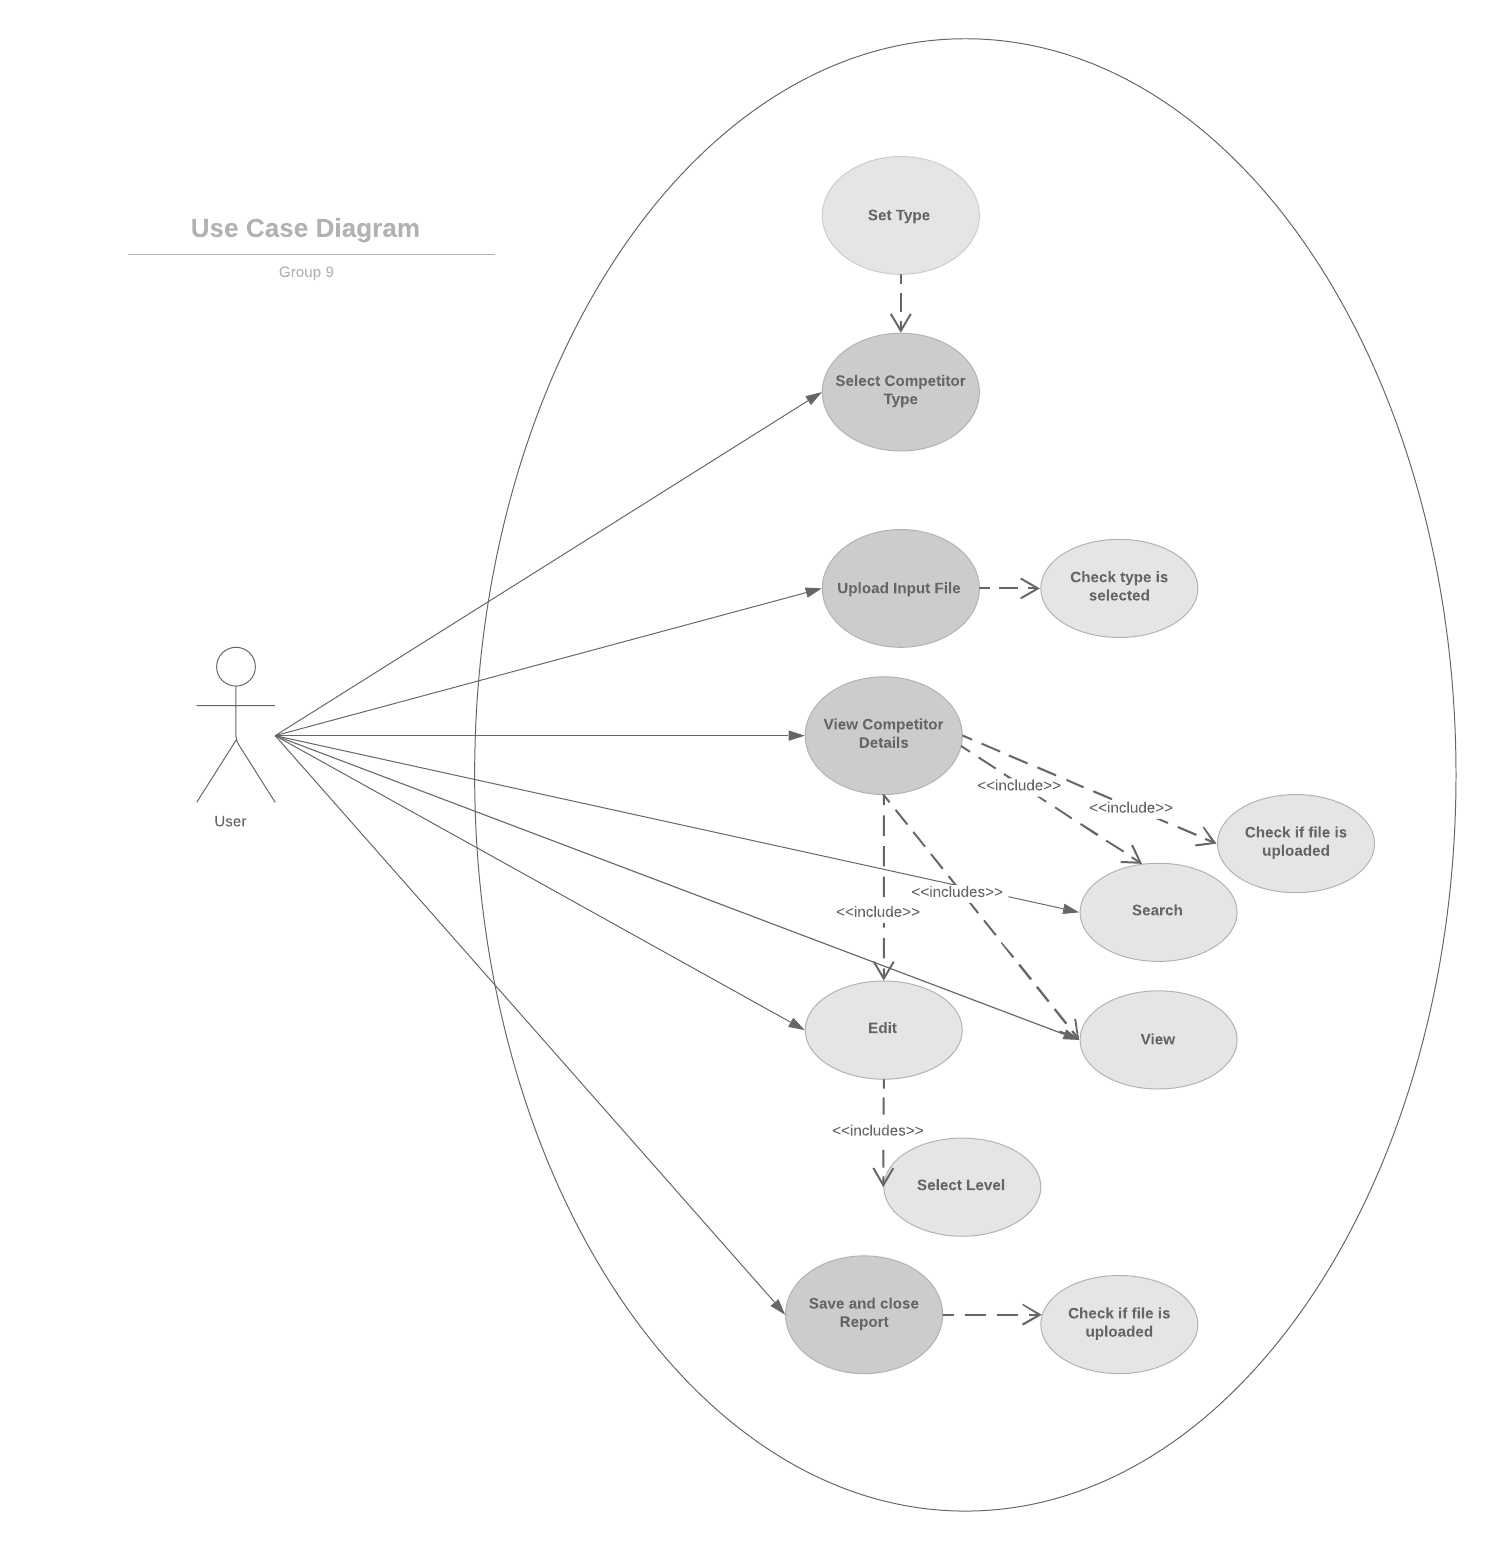 Use Case Diagram
Group 9
Set Type
Select Competitor
Type
Upload Input File
Check type is
selected
View Competitor
Details
<<include>>
<<include>>
User
Check if file is
uploaded
<<includes>>
<<include>>
Search
Edit
View
<<includes>>
Select Level
Save and close
Report
Check if file is
uploaded